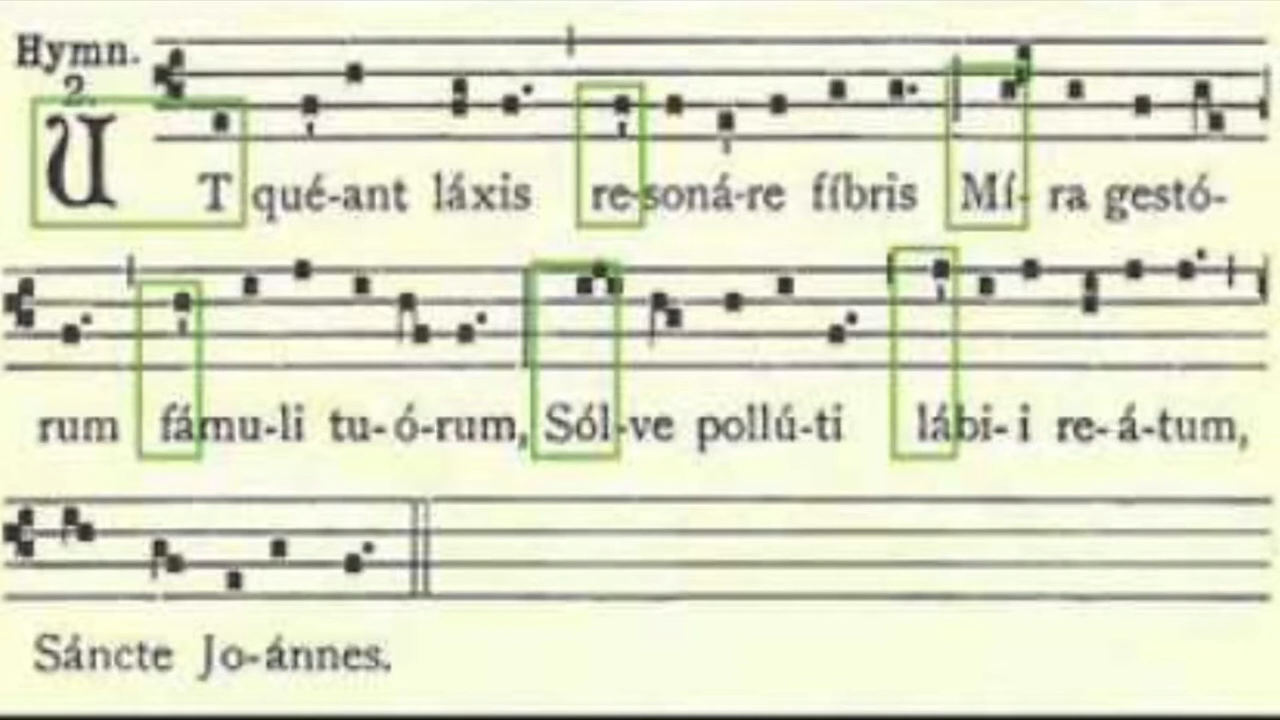 Hymn.
2.
UT qué-ant láxis re-soná-re fíbris Mí- ra gestó-
rum fámu-li tu-ó-rum, Sól-ve pollú-ti lábi-i re-á-tum,
Sáncte Jo-ánnes.